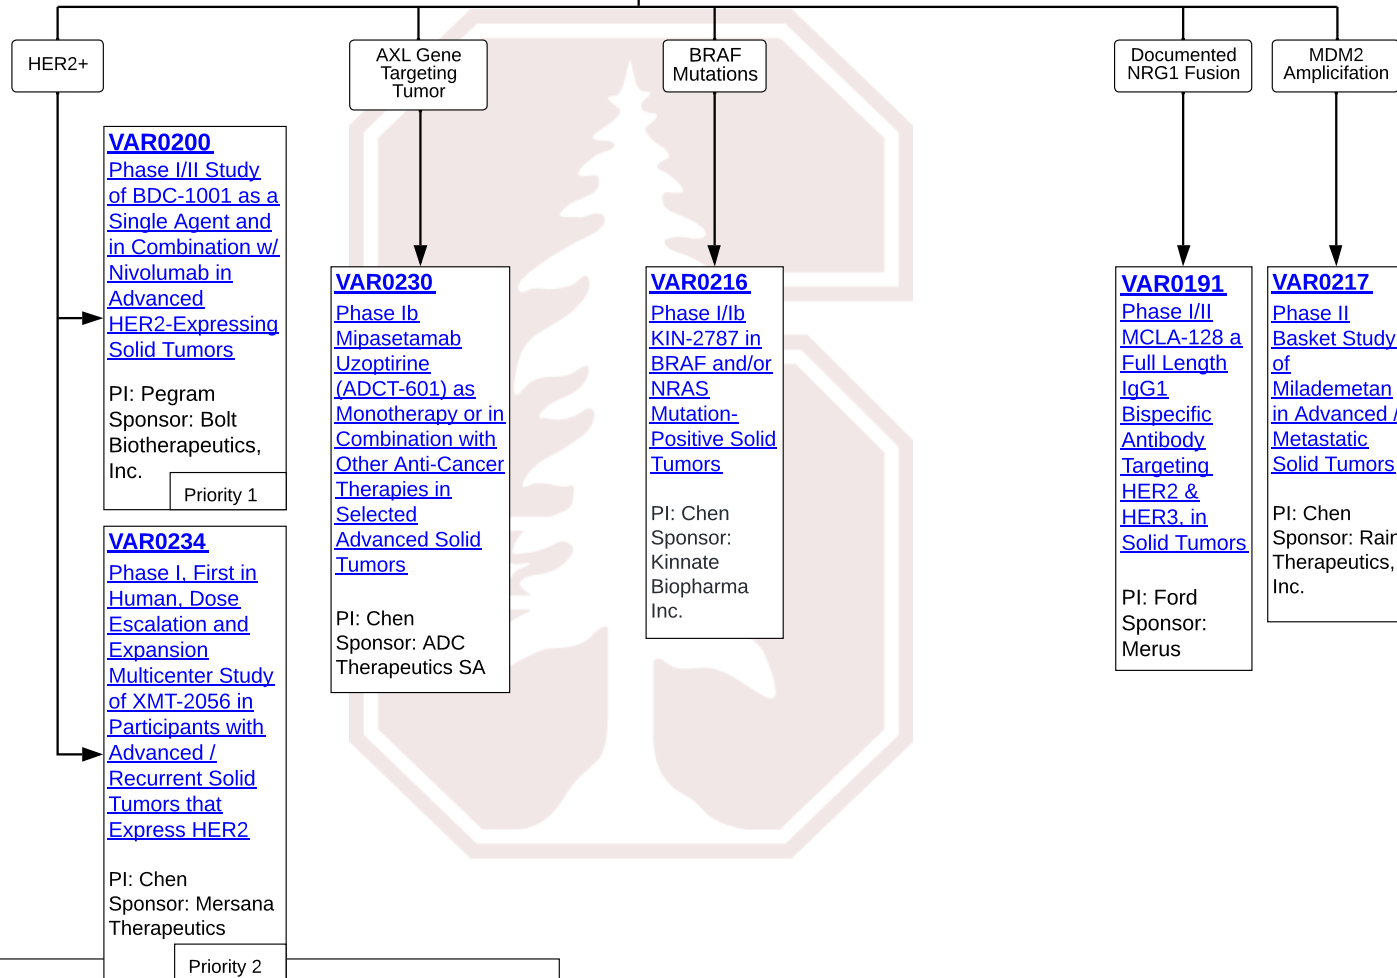 HER2+
AXL Gene
Targeting
Tumor
BRAF
Mutations
Documented
NRG1 Fusion
MDM2
Amplicifation
VAR0200
Phase I/II Study
of BDC-1001 as a
Single Agent and
in Combination w/
Nivolumab in
Advanced
HER2-Expressing
Solid Tumors
PI: Pegram
Sponsor: Bolt
Biotherapeutics,
Inc.
Priority 1
VAR0234
Phase I, First in
Human, Dose
Escalation and
Expansion
Multicenter Study
of XMT-2056 in
Participants with
Advanced /
Recurrent Solid
Tumors that
Express HER2
PI: Chen
Sponsor: Mersana
Therapeutics
Priority 2
VAR0230
Phase Ib
Mipasetamab
Uzoptirine
(ADCT-601) as
Monotherapy or in
Combination with
Other Anti-Cancer
Therapies in
Selected
Advanced Solid
Tumors
PI: Chen
Sponsor: ADC
Therapeutics SA
VAR0216
Phase I/Ib
KIN-2787 in
BRAF and/or
NRAS
Mutation-
Positive Solid
Tumors
PI: Chen
Sponsor:
Kinnate
Biopharma
Inc.
VAR0191
Phase I/II
MCLA-128 a
Full Length
IgG1
Bispecific
Antibody
Targeting
HER2 &
HER3, in
Solid Tumors
PI: Ford
Sponsor:
Merus
VAR0217
Phase II
Basket Study
of
Milademetan
in Advanced /
Metastatic
Solid Tumors
PI: Chen
Sponsor: Rain
Therapeutics,
Inc.